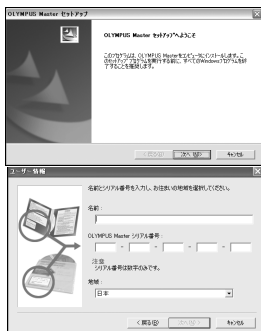 OLYMPUS Master セットアップ
OLYMPUS Master セットアップへようこそ
このプログラムは、OLYMPUS Masterをコンピュータにインストールします。こ
のセットアップ プログラムを実行する前に、すべてのWindowsプログラムを終
了することを推奨します。
< 戻る(B) 次へ(N) > キャンセル
ユーザー情報
名前とシリアル番号を入力し、お住まいの地域を選択してください。
名前:
OLYMPUS Master シリアル番号:
- - - -
注意
シリアル番号は数字のみです。
地域:
日本
< 戻る(B) 次へ(N) > キャンセル